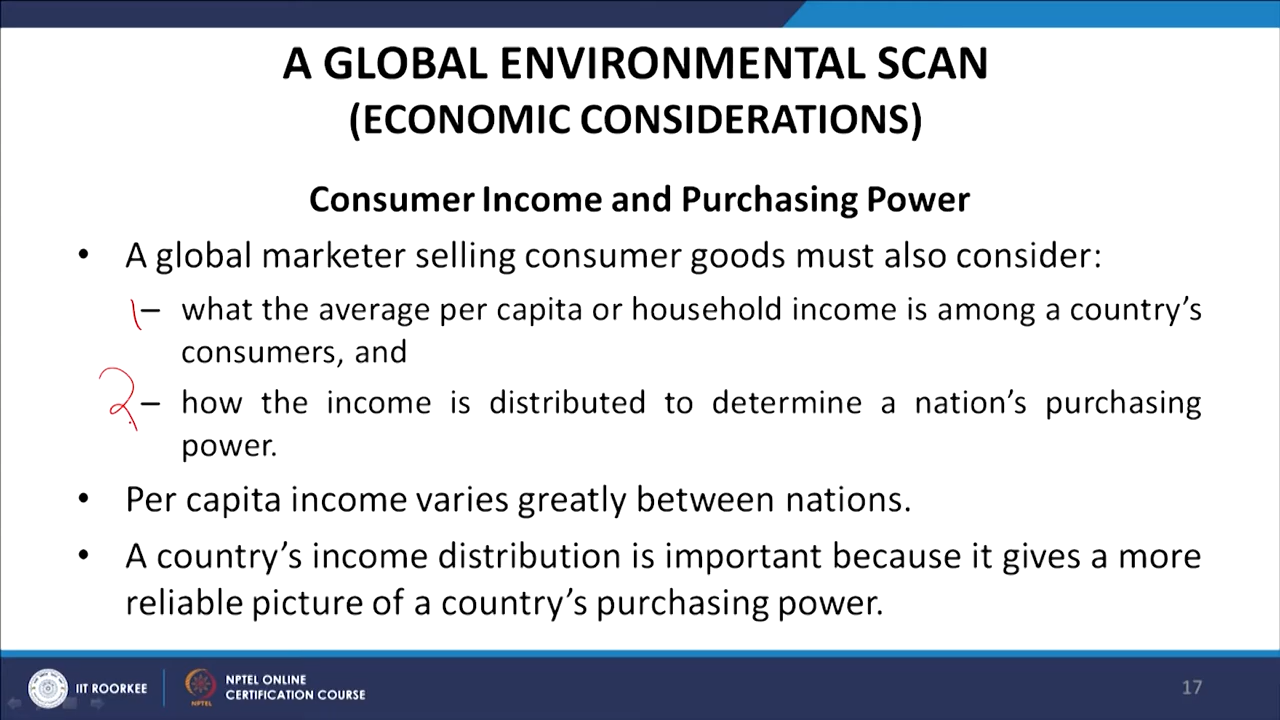 A GLOBAL ENVIRONMENTAL SCAN
(ECONOMIC CONSIDERATIONS)
Consumer Income and Purchasing Power
• A global marketer selling consumer goods must also consider:
1 – what the average per capita or household income is among a country’s
consumers, and
2 – how the income is distributed to determine a nation’s purchasing
power.
• Per capita income varies greatly between nations.
• A country’s income distribution is important because it gives a more
reliable picture of a country’s purchasing power.
IIT ROORKEE
NPTEL
NPTEL ONLINE
CERTIFICATION COURSE
17